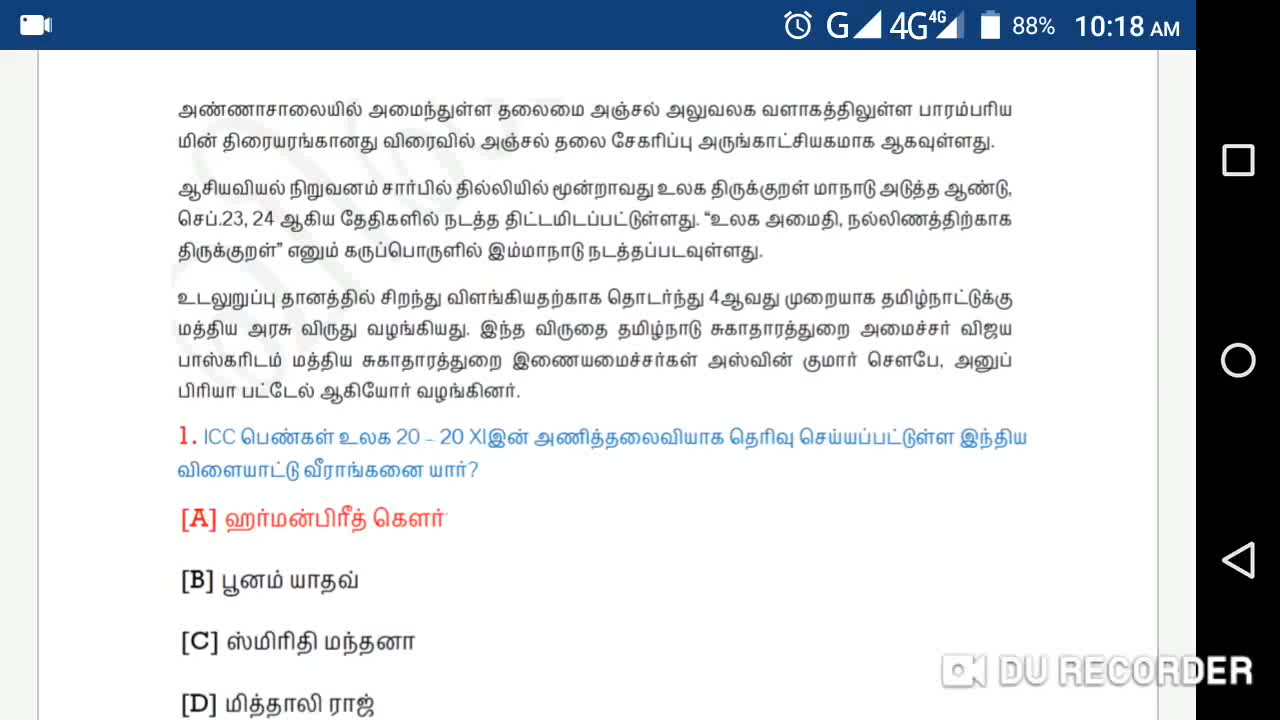 G 4G 4G 88% 10:18 AM
அண்ணாசாலையில் அமைந்துள்ள தலைமை அஞ்சல் அலுவலக வளாகத்திலுள்ள பாரம்பரிய
மின் திரையரங்கானது விரைவில் அஞ்சல் தலை சேகரிப்பு அருங்காட்சியகமாக ஆகவுள்ளது.
ஆசியவியல் நிறுவனம் சார்பில் தில்லியில் மூன்றாவது உலக திருக்குறள் மாநாடு அடுத்த ஆண்டு,
செப்.23, 24 ஆகிய தேதிகளில் நடத்த திட்டமிடப்பட்டுள்ளது. “உலக அமைதி, நல்லிணத்திற்காக
திருக்குறள்” எனும் கருப்பொருளில் இம்மாநாடு நடத்தப்படவுள்ளது.
உடலுறுப்பு தானத்தில் சிறந்து விளங்கியதற்காக தொடர்ந்து 4ஆவது முறையாக தமிழ்நாட்டுக்கு
மத்திய அரசு விருது வழங்கியது. இந்த விருதை தமிழ்நாடு சுகாதாரத்துறை அமைச்சர் விஜய
பாஸ்கரிடம் மத்திய சுகாதாரத்துறை இணையமைச்சர்கள் அஸ்வின் குமார் சௌபே, அனுப்
பிரியா பட்டேல் ஆகியோர் வழங்கினர்.
1. ICC பெண்கள் உலக 20 – 20 XIஇன் அணித்தலைவியாக தெரிவு செய்யப்பட்டுள்ள இந்திய
விளையாட்டு வீராங்கனை யார்?
[A] ஹர்மன்பிரீத் கௌர்
[B] பூனம் யாதவ்
[C] ஸ்மிரிதி மந்தனா
[D] மித்தாலி ராஜ்
DU RECORDER